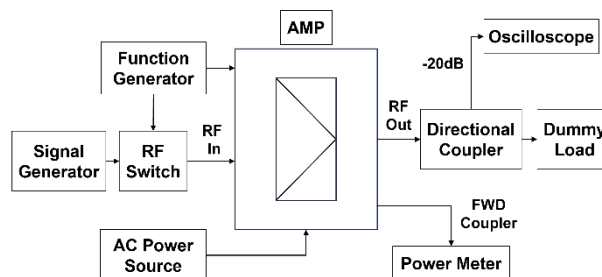 AMP
Oscilloscope
Function
Generator
-20dB
RF
Out
RF
In
Signal
Generator
RF
Switch
Directional
Coupler
Dummy
Load
FWD
Coupler
AC Power
Source
Power Meter